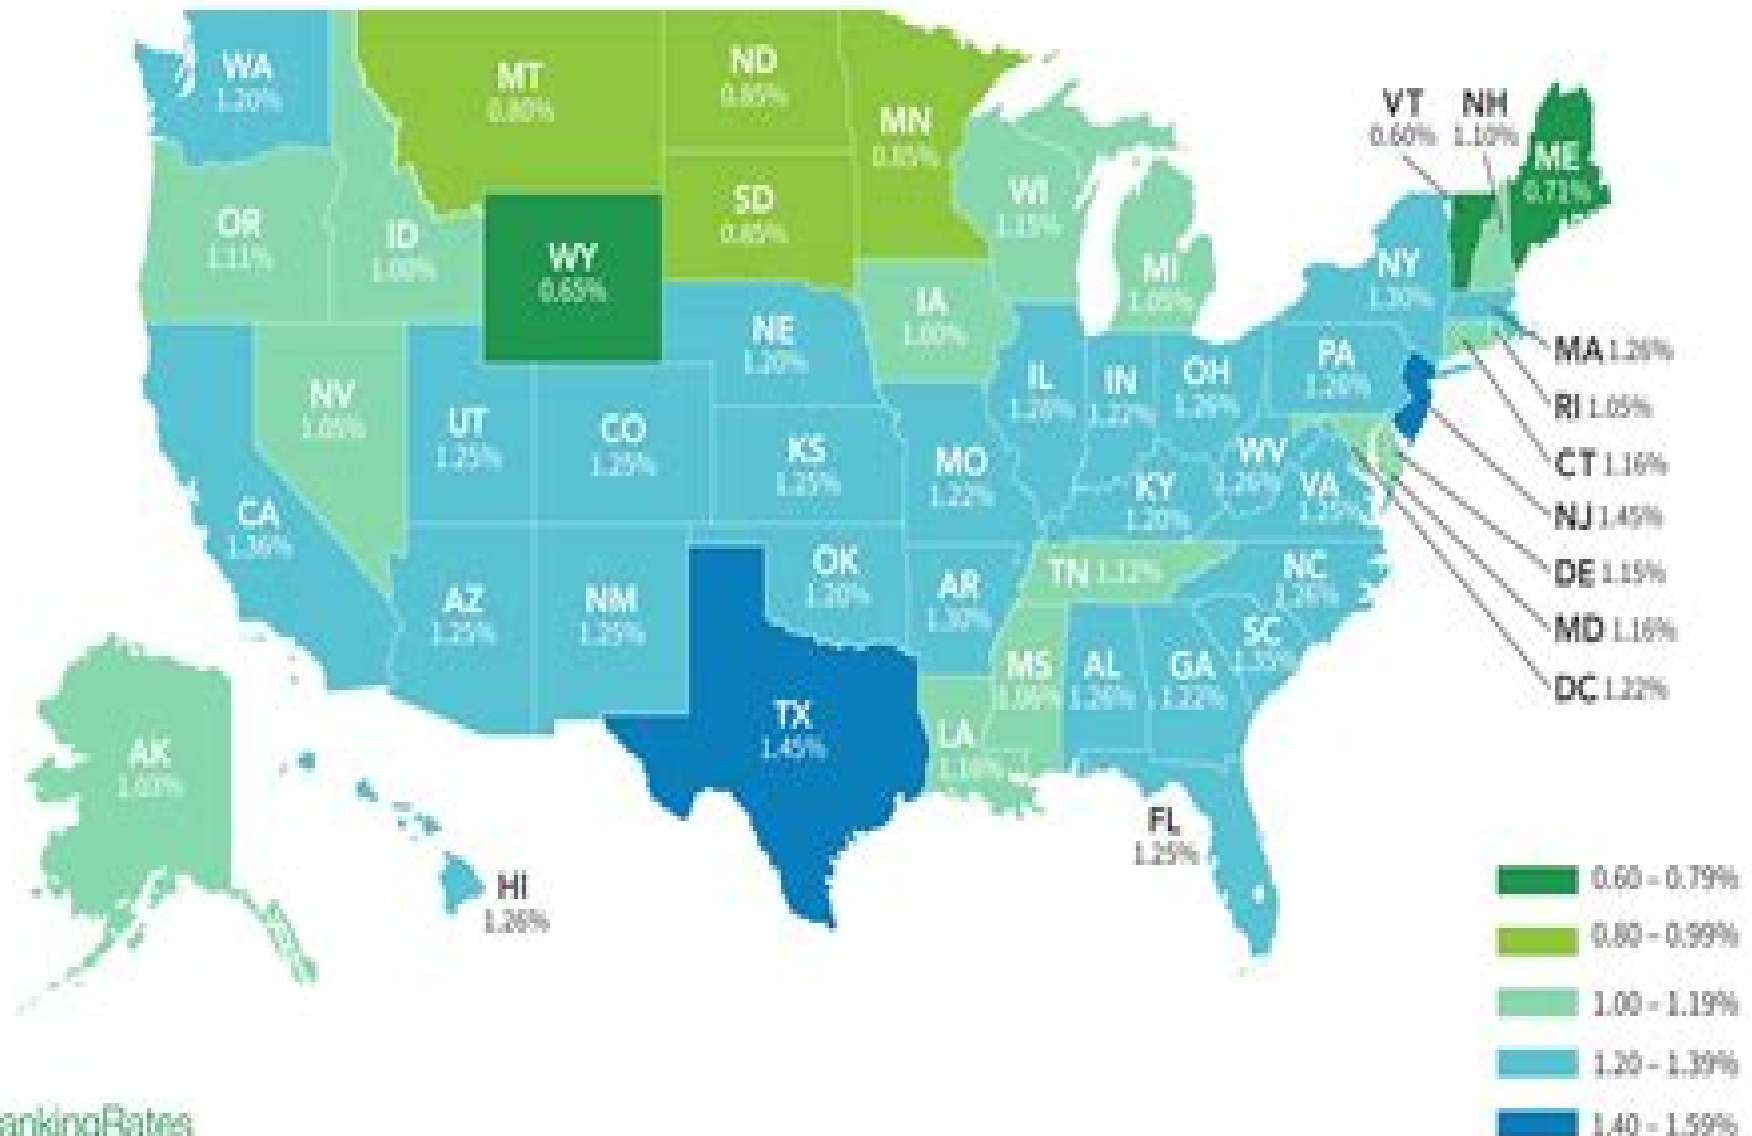 WA
1.20%
MT
0.80%
ND
0.85%
MN
0.85%
VT
0.60%
NH
1.10%
ME
0.71%
OR
1.11%
ID
1.00%
WY
0.65%
SD
0.85%
WI
1.15%
MI
1.05%
NY
1.30%
IA
1.00%
NE
1.20%
NV
1.05%
UT
1.25%
CO
1.25%
IL
1.26%
IN
1.22%
OH
1.26%
PA
1.26%
MA 1.26%
RI 1.05%
CT 1.16%
NJ 1.45%
DE 1.15%
MD 1.16%
DC 1.22%
CA
1.36%
KS
1.25%
MO
1.22%
KY
1.20%
WV
1.26%
VA
1.25%
AZ
1.25%
NM
1.25%
OK
1.20%
AR
TN 1.12%
NC
1.26%
SC
1.35%
MS
1.06%
AL
1.26%
GA
1.22%
TX
1.45%
LA
AK
1.03%
HI
1.26%
FL
1.25%
0.60 – 0.79%
0.80 – 0.99%
1.00 – 1.19%
1.20 – 1.39%
1.40 – 1.59%
ankingRates